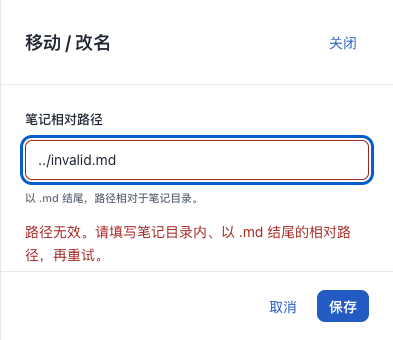 移动 / 改名
关闭
笔记相对路径
../invalid.md
以 .md 结尾，路径相对于笔记目录。
路径无效。请填写笔记目录内、以 .md 结尾的相对路
径，再重试。
取消
保存